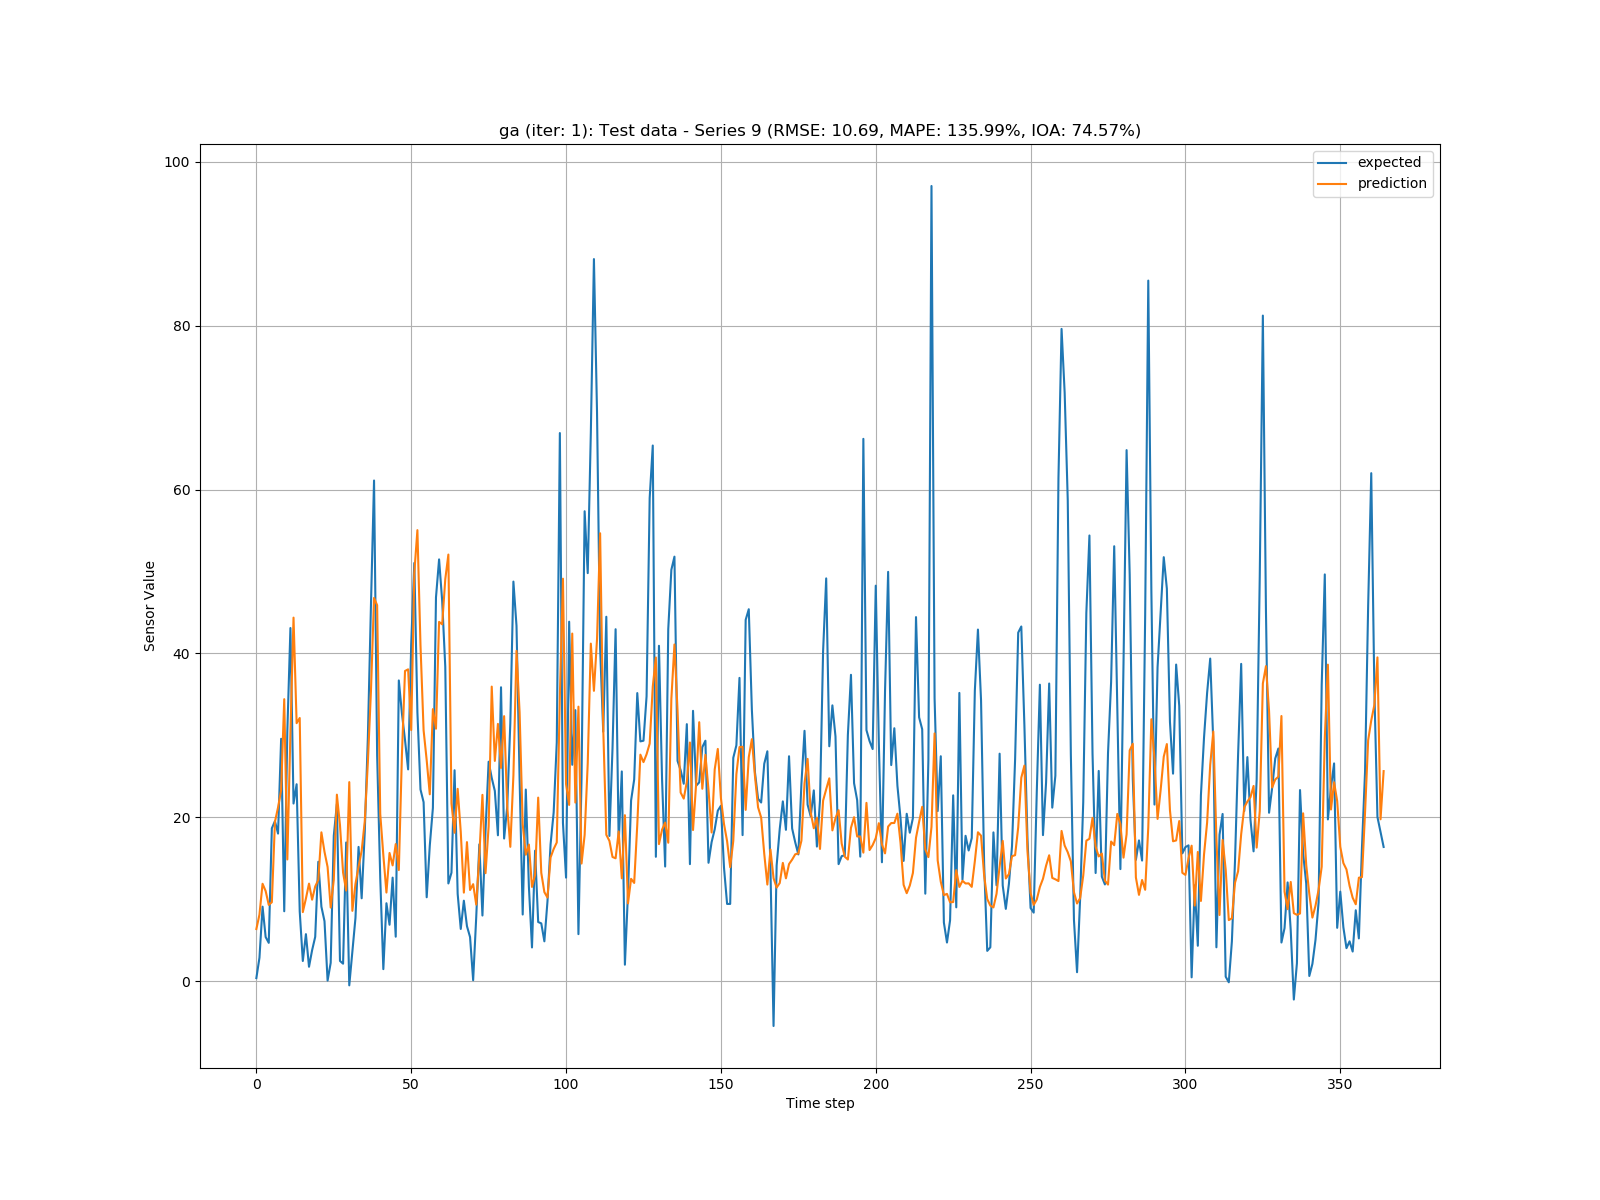 ga (iter: 1): Test data - Series 9 (RMSE: 10.69, MAPE: 135.99%, IOA: 74.57%)
expected
prediction
100
80
60
40
20
0
Sensor Value
0 50 100 150 200 250 300 350
Time step